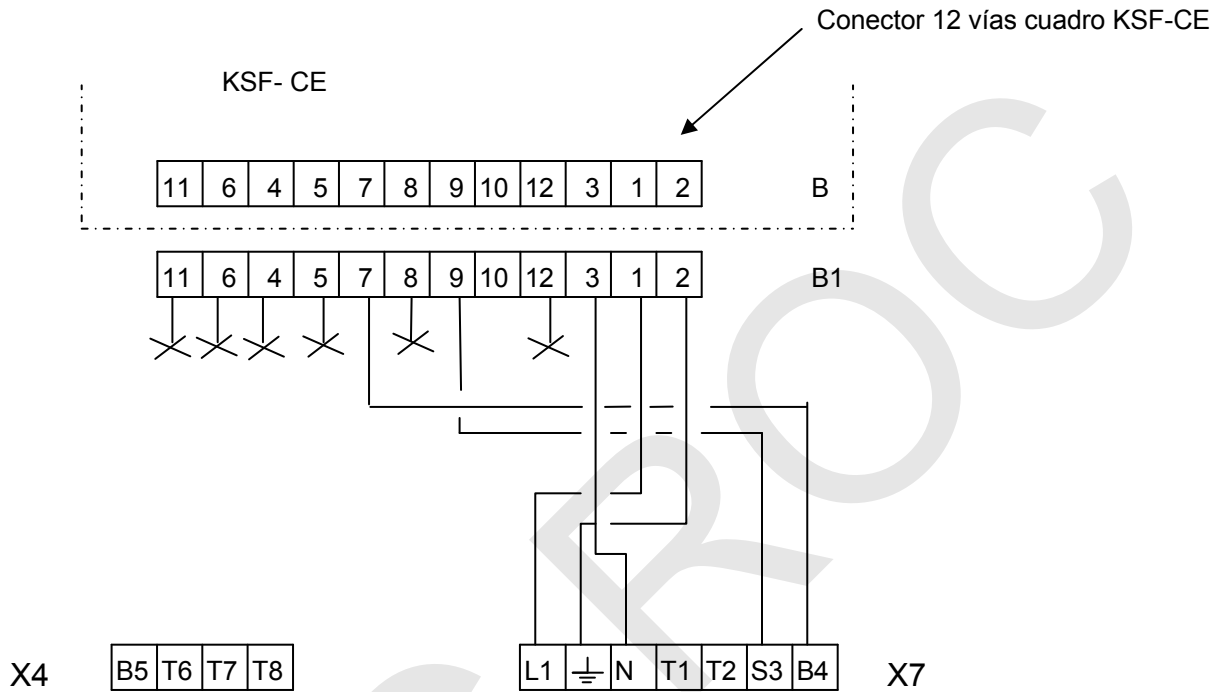 Conector 12 vías cuadro KSF-CE
KSF- CE
11 6 4 5 7 8 9 10 12 3 1 2 B
11 6 4 5 7 8 9 10 12 3 1 2 B1
X4 B5 T6 T7 T8 L1 N T1 T2 S3 B4 X7